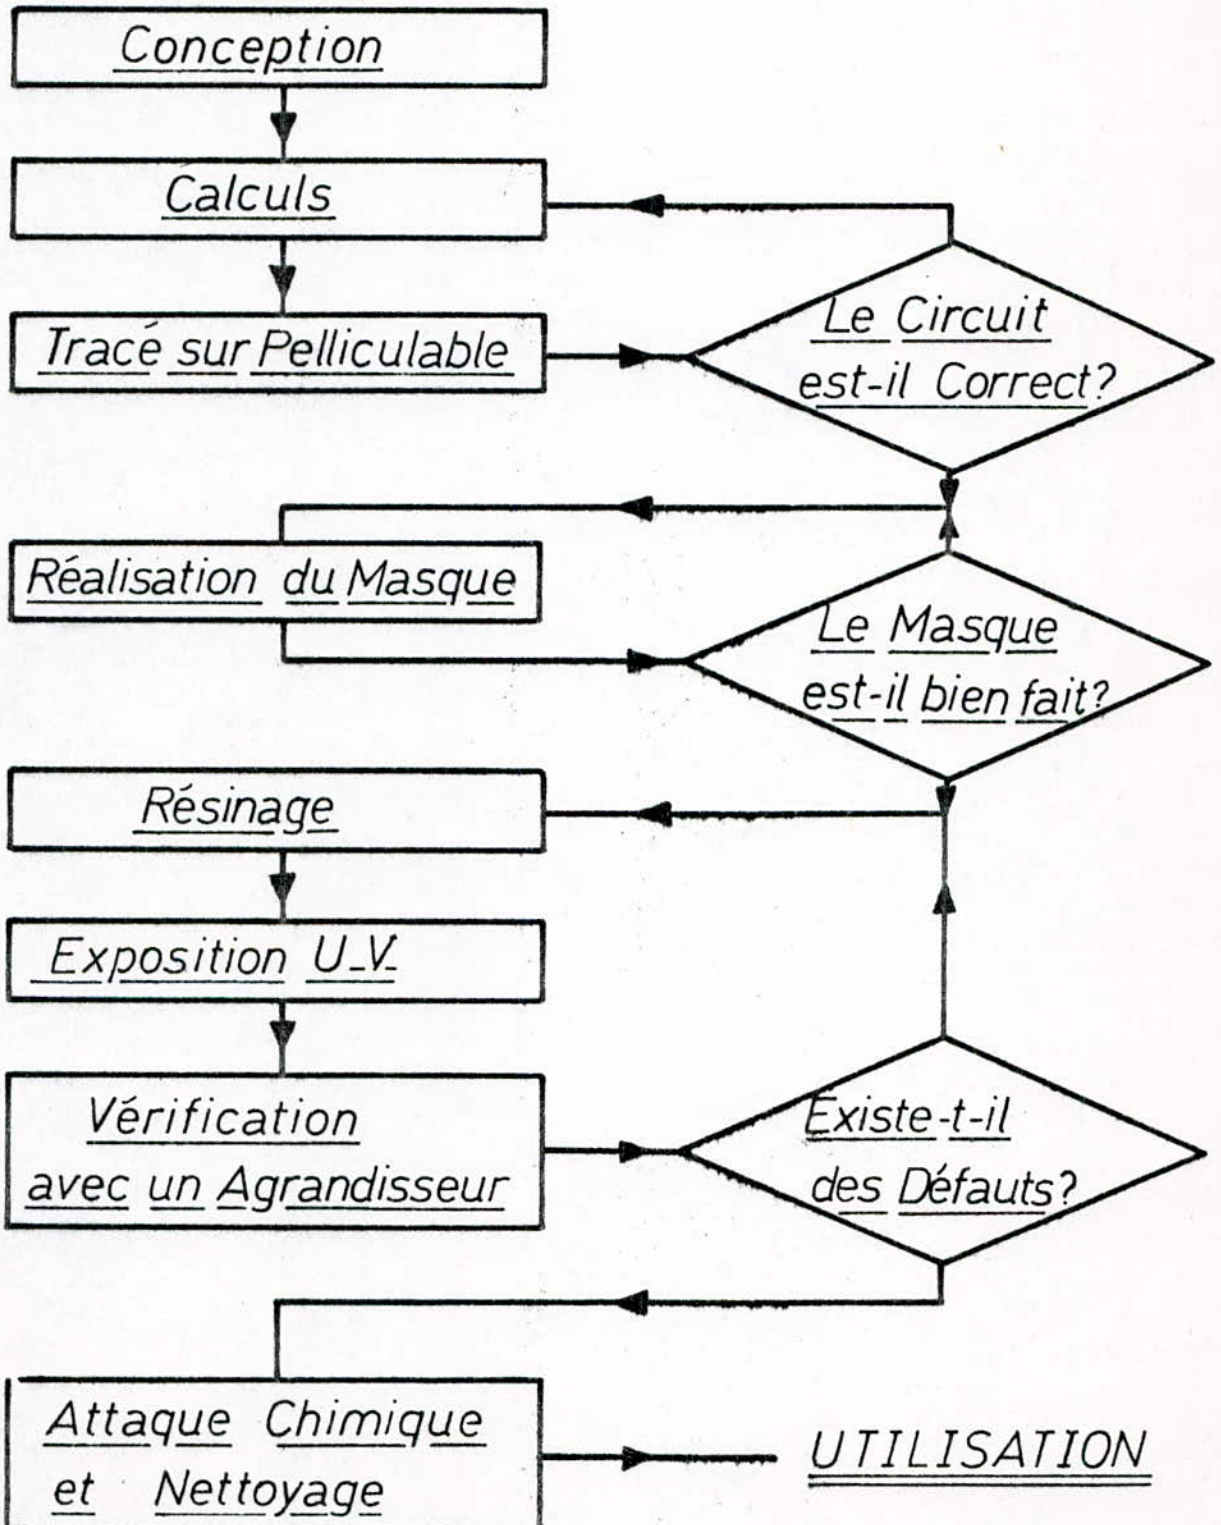 Conception
Calculs
Tracé sur Pelliculable
Le Circuit
est-il Correct?
Réalisation du Masque
Le Masque
est-il bien fait?
Résinage
Exposition U-V-
Vérification
avec un Agrandisseur
Existe-t-il
des Défauts?
Attaque Chimique
et Nettoyage
UTILISATION